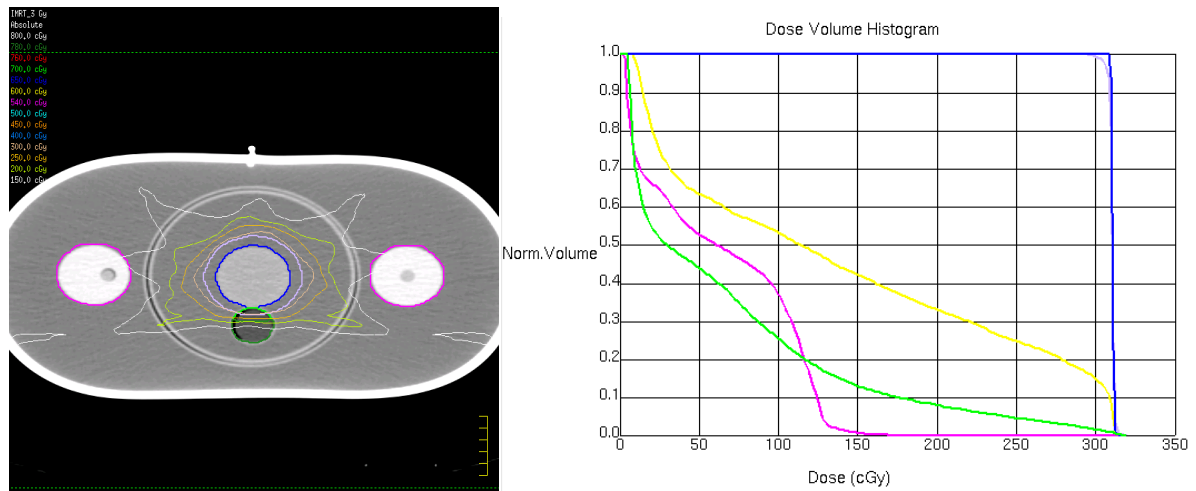 IMRT_3 Gy
Absolute
800.0 cGy
780.0 cGy
760.0 cGy
700.0 cGy
650.0 cGy
600.0 cGy
540.0 cGy
500.0 cGy
450.0 cGy
400.0 cGy
300.0 cGy
250.0 cGy
200.0 cGy
150.0 cGy
Dose Volume Histogram
1.0
0.9
0.8
0.7
0.6
0.5
Norm.Volume
0.4
0.3
0.2
0.1
0.0
0 50 100 150 200 250 300 350
Dose (cGy)